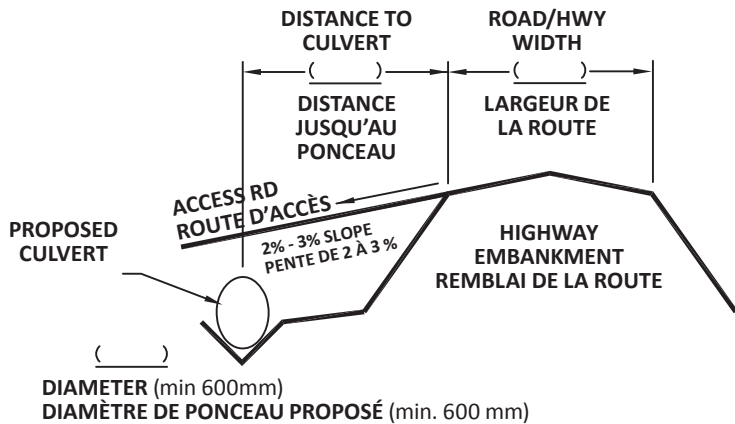 DISTANCE TO
CULVERT
(          )
DISTANCE
JUSQU'AU
PONCEAU
ROAD/HWY
WIDTH
(          )
LARGEUR DE
LA ROUTE
ACCESS RD
ROUTE D'ACCÈS
2% - 3% SLOPE
PENTE DE 2 À 3 %
PROPOSED
CULVERT
HIGHWAY
EMBANKMENT
REMBLAI DE LA ROUTE
(          )
DIAMETER (min 600mm)
DIAMÈTRE DE PONCEAU PROPOSÉ (min. 600 mm)